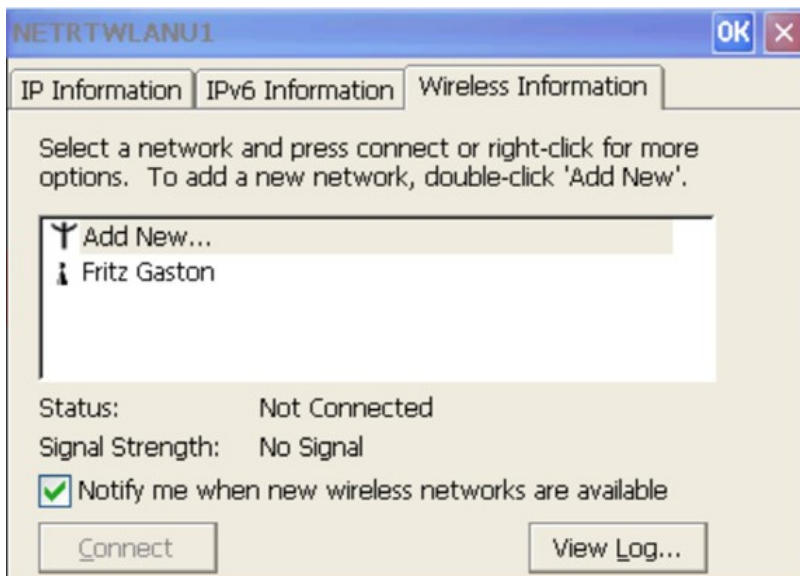 NETRTWLANU1 OK
IP Information IPv6 Information Wireless Information
Select a network and press connect or right-click for more
options. To add a new network, double-click 'Add New'.
Add New...
Fritz Gaston
Status: Not Connected
Signal Strength: No Signal
Notify me when new wireless networks are available
Connect View Log...